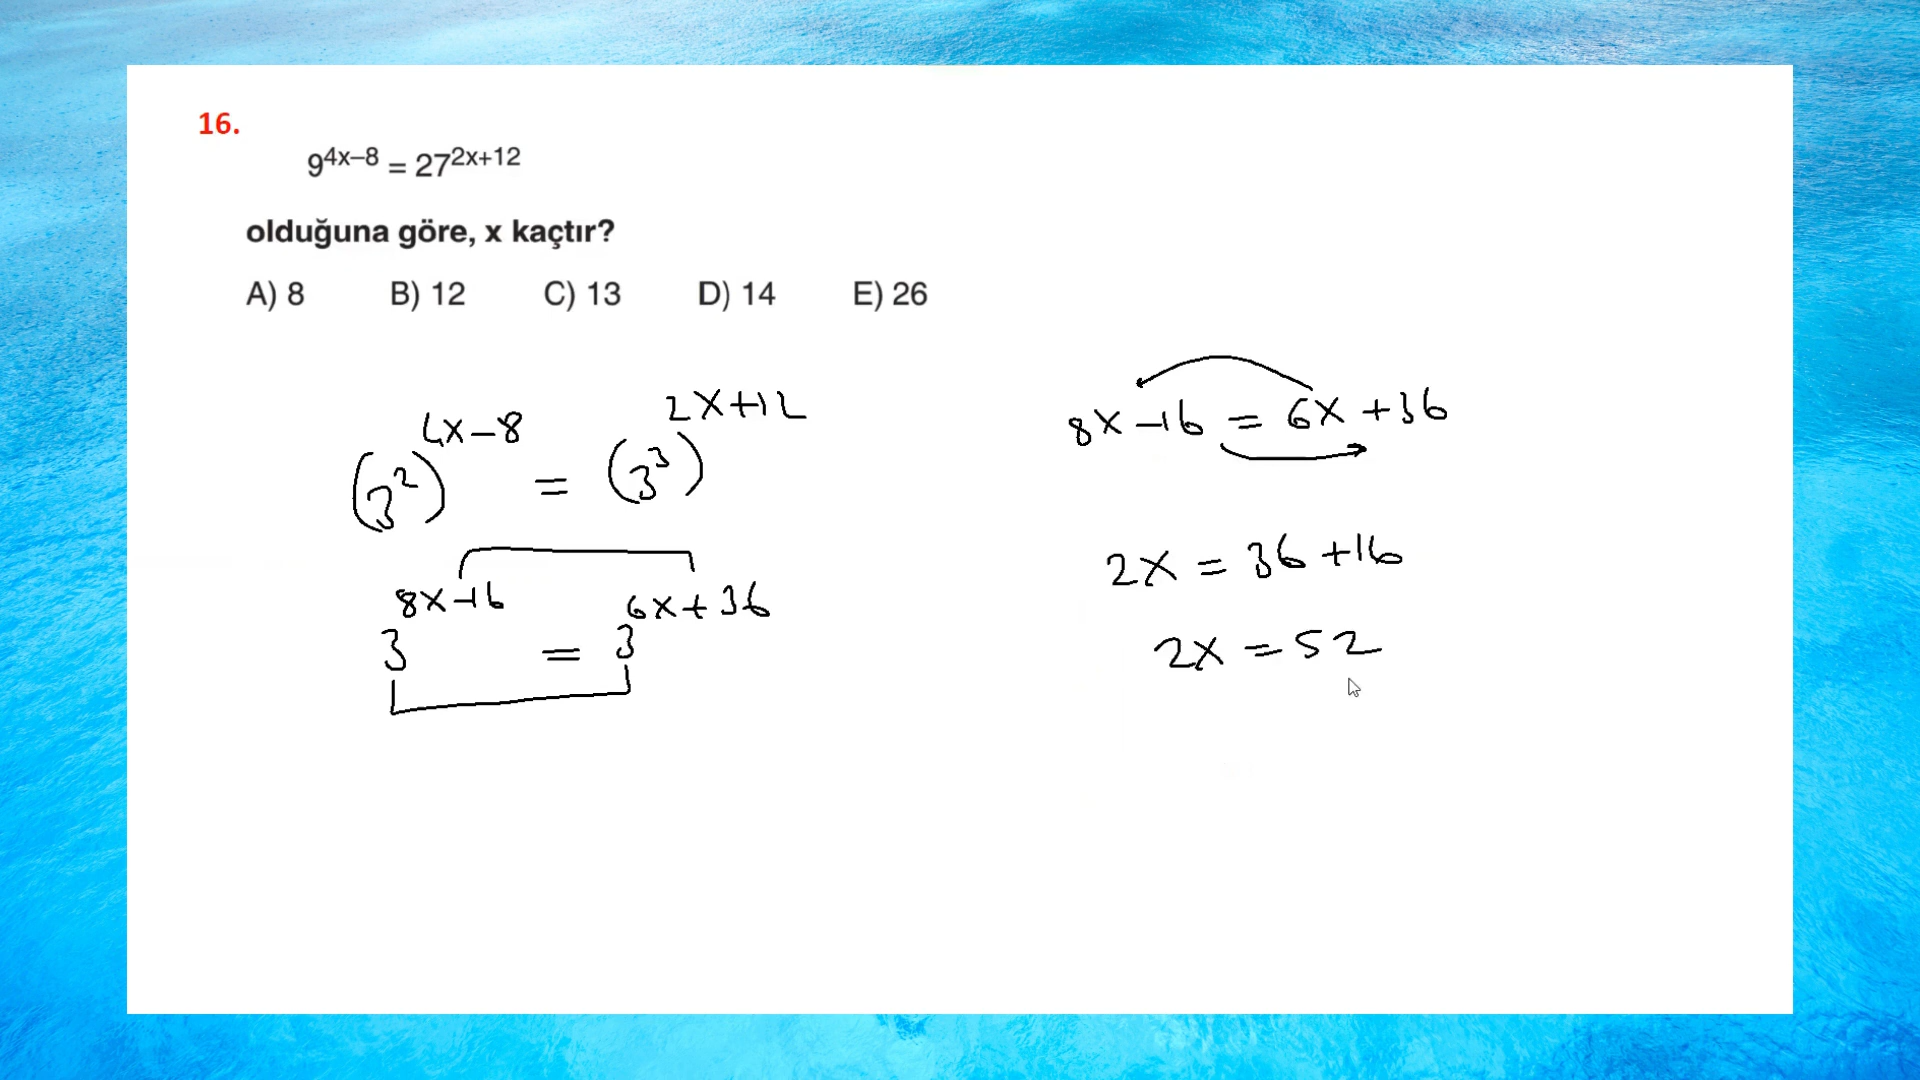 16.
9^{4x–8} = 27^{2x+12}
olduğuna göre, x kaçtır?
A) 8 B) 12 C) 13 D) 14 E) 26
(3^2)^{4x-8} = (3^3)^{2x+12}
3^{8x-16} = 3^{6x+36}
8x-16 = 6x+36
2x = 36+16
2x = 52